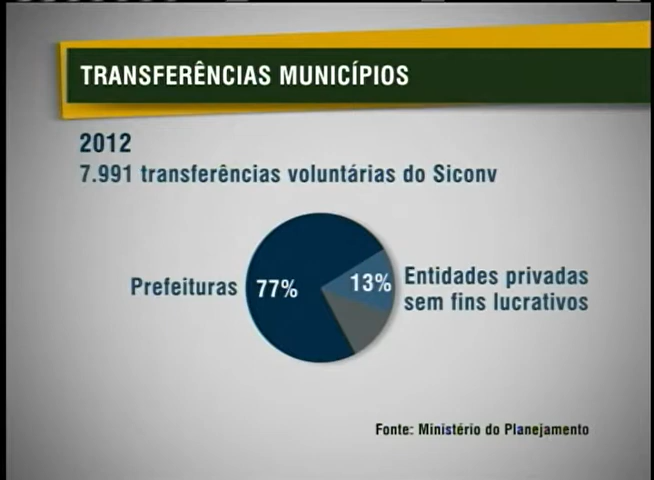 TRANSFERÊNCIAS MUNICÍPIOS
2012
7.991 transferências voluntárias do Siconv
Prefeituras
77%
13%
Entidades privadas
sem fins lucrativos
Fonte: Ministério do Planejamento